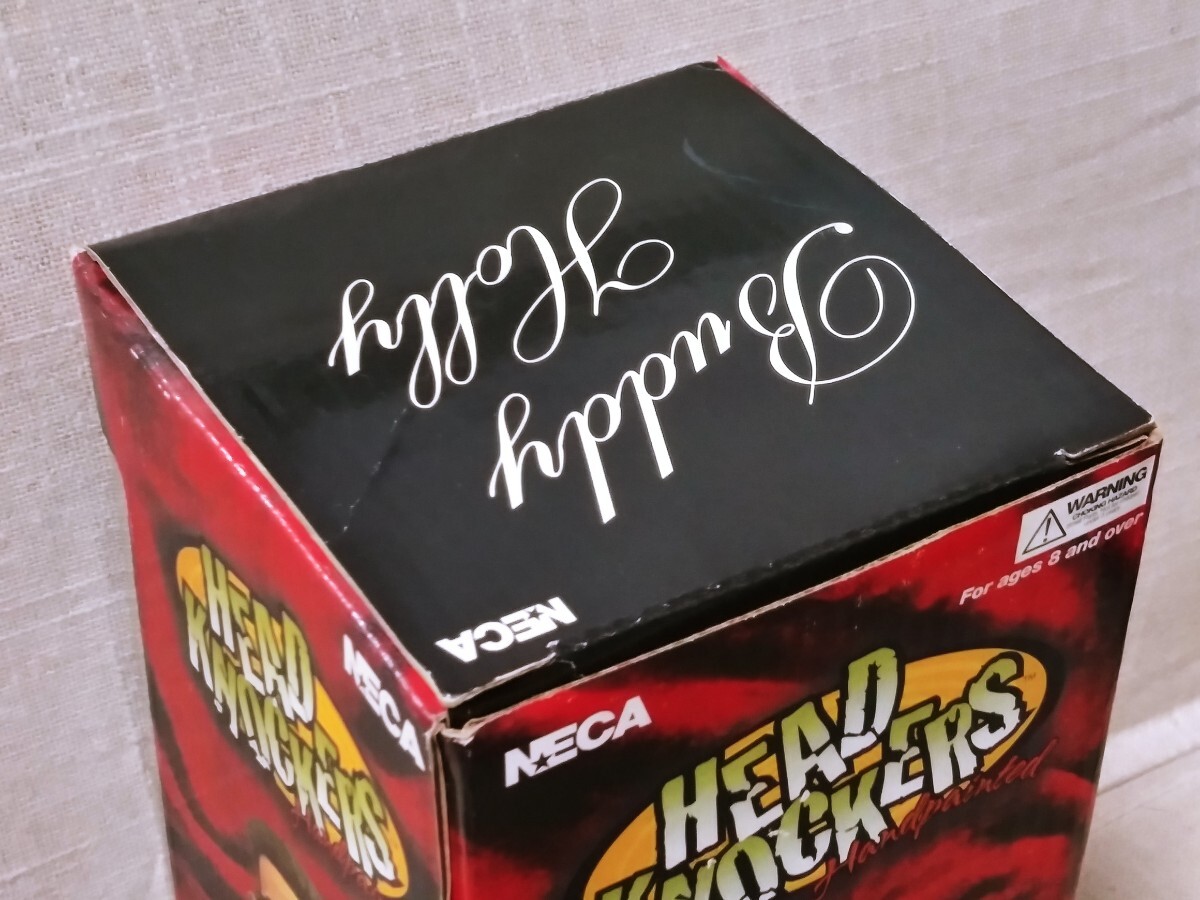 Buddy
Holly
NECA
WARNING
CHOKING HAZARD
For ages 8 and over
NECA
HEAD
KNOCKERS
Handpainted
NECA
HEAD
KNOCKERS